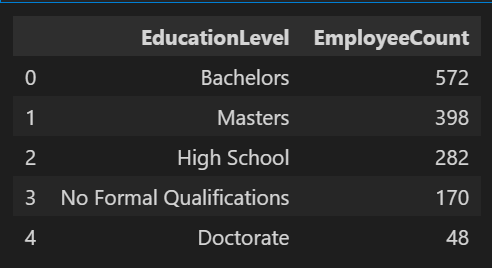 EducationLevel EmployeeCount
0 Bachelors 572
1 Masters 398
2 High School 282
3 No Formal Qualifications 170
4 Doctorate 48